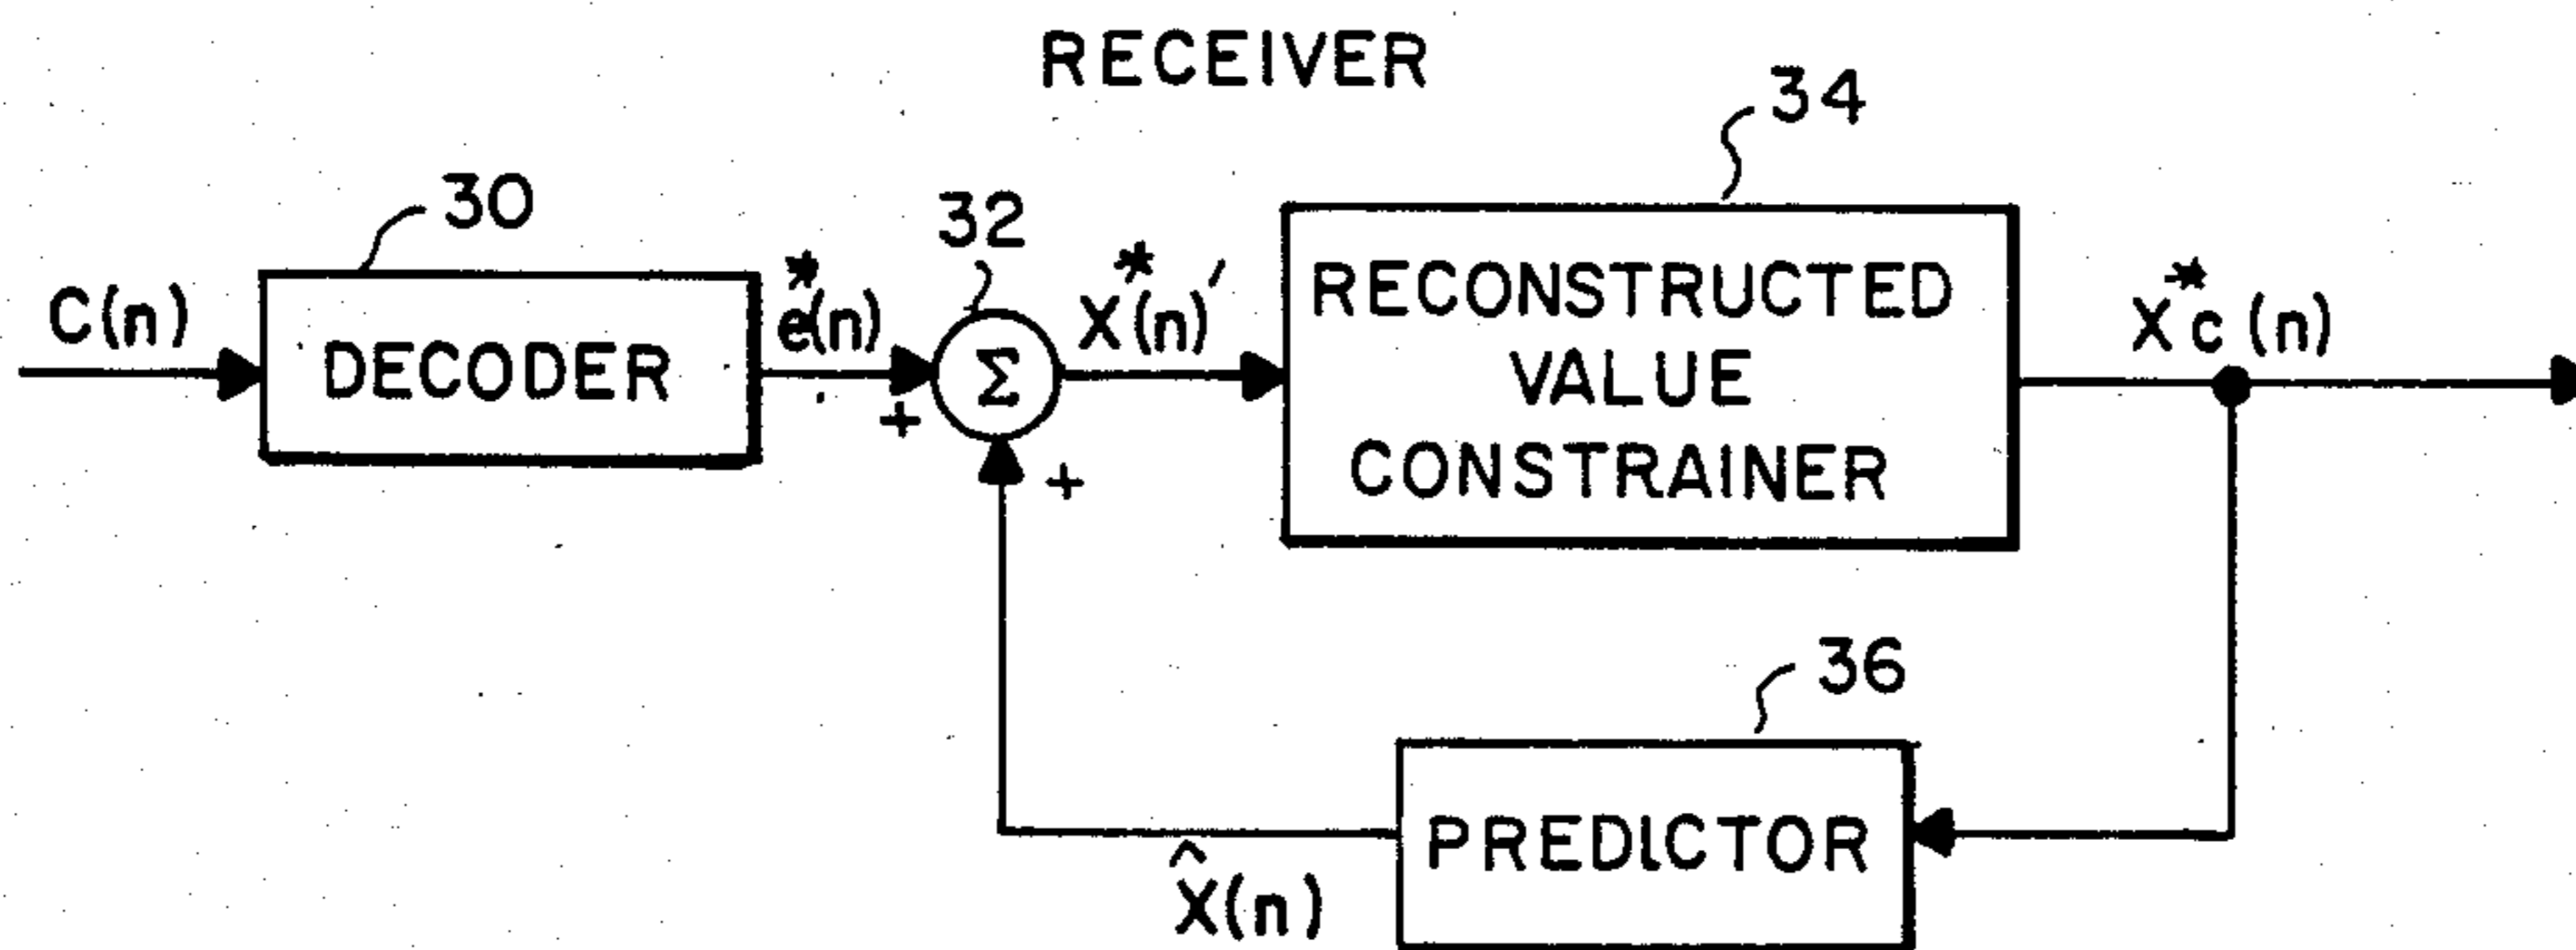 RECEIVER
34
30
32
C(n)
DECODER
e*(n)
+
Σ
+
X*(n)'
RECONSTRUCTED
VALUE
CONSTRAINER
X*c(n)
36
PREDICTOR
X̂(n)